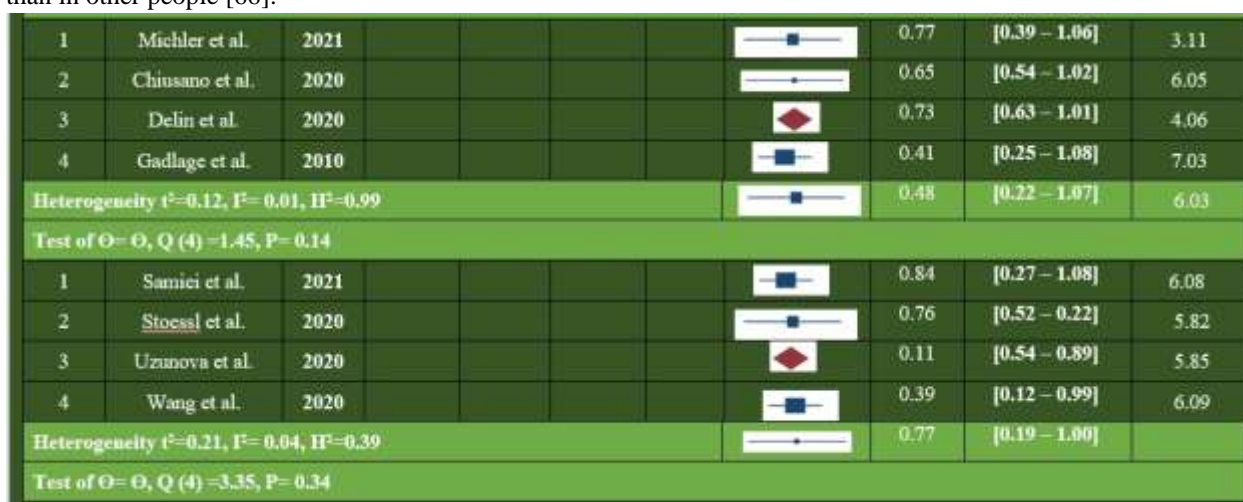 than in other people [66].
1 Michler et al. 2021 0.77 [0.39 – 1.06] 3.11
2 Chiusano et al. 2020 0.65 [0.54 – 1.02] 6.05
3 Delin et al. 2020 0.73 [0.63 – 1.01] 4.06
4 Gadlage et al. 2010 0.41 [0.25 – 1.08] 7.03
Heterogeneity t²=0.12, I²= 0.01, H²=0.99 0.48 [0.22 – 1.07] 6.03
Test of Ө= Ө, Q (4) =1.45, P= 0.14
1 Samiei et al. 2021 0.84 [0.27 – 1.08] 6.08
2 Stoessl et al. 2020 0.76 [0.52 – 0.22] 5.82
3 Uzunova et al. 2020 0.11 [0.54 – 0.89] 5.85
4 Wang et al. 2020 0.39 [0.12 – 0.99] 6.09
Heterogeneity t²=0.21, I²= 0.04, H²=0.39 0.77 [0.19 – 1.00]
Test of Ө= Ө, Q (4) =3.35, P= 0.34